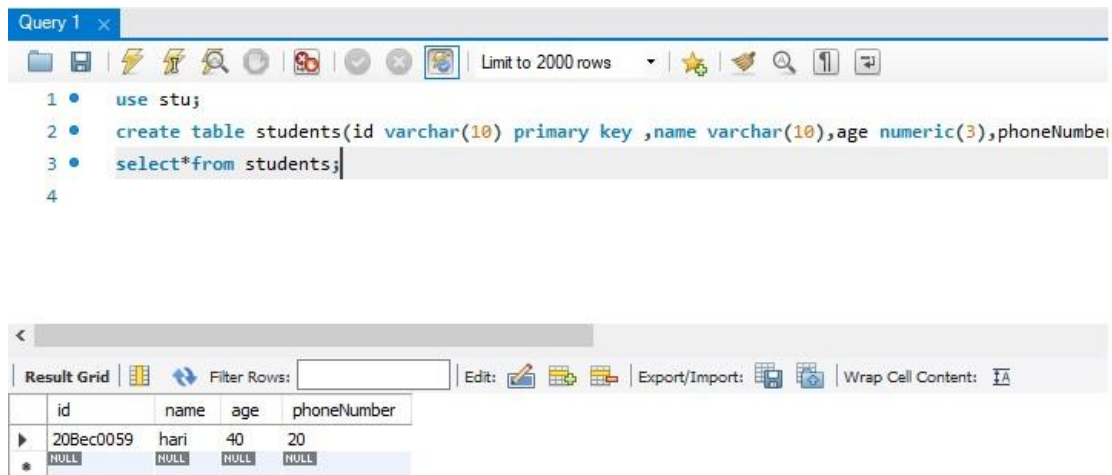 Query 1 ×
Limit to 2000 rows
1 use stu;
2 create table students(id varchar(10) primary key ,name varchar(10),age numeric(3),phoneNumber
3 select*from students;
4
Result Grid Filter Rows: Edit: Export/Import: Wrap Cell Content: IA
id name age phoneNumber
20Bec0059 hari 40 20
NULL NULL NULL NULL